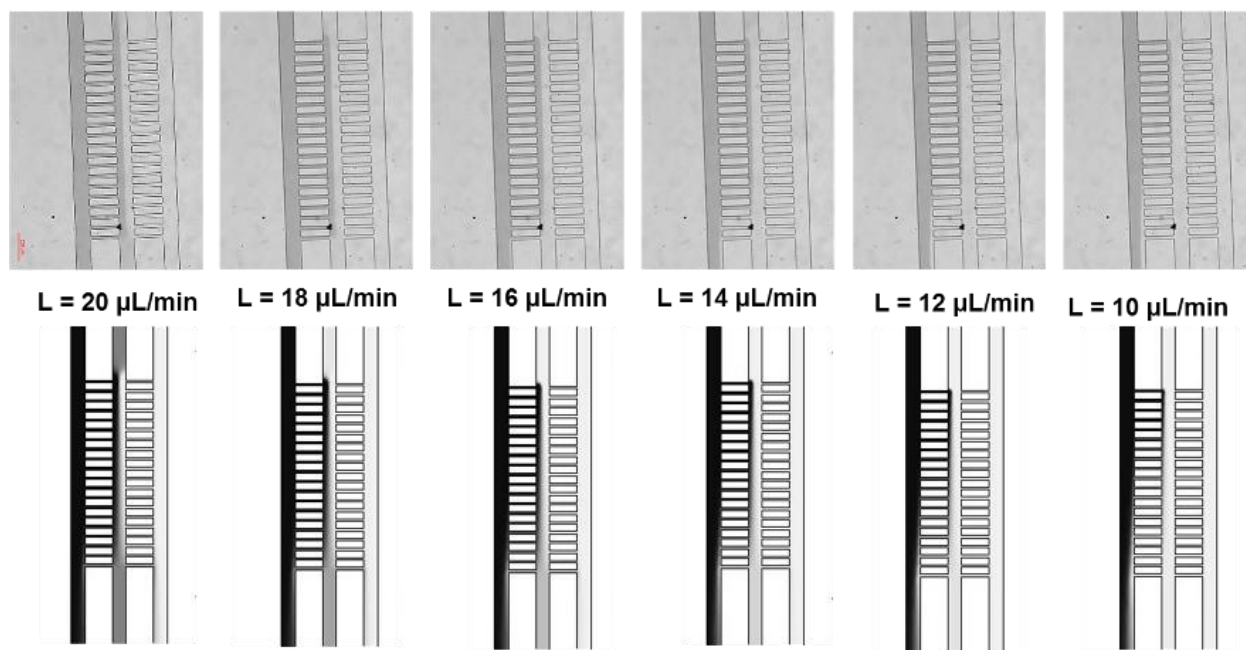 L = 20 µL/min
L = 18 µL/min
L = 16 µL/min
L = 14 µL/min
L = 12 µL/min
L = 10 µL/min